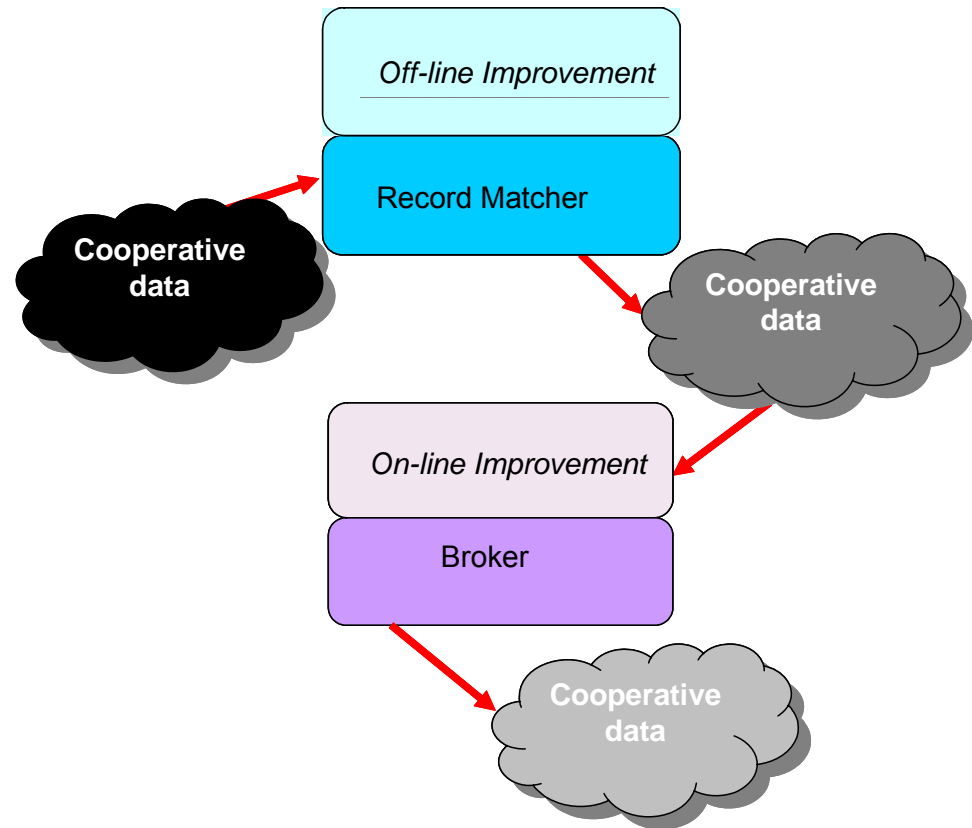 Off-line Improvement
Record Matcher
Cooperative
data
Cooperative
data
On-line Improvement
Broker
Cooperative
data